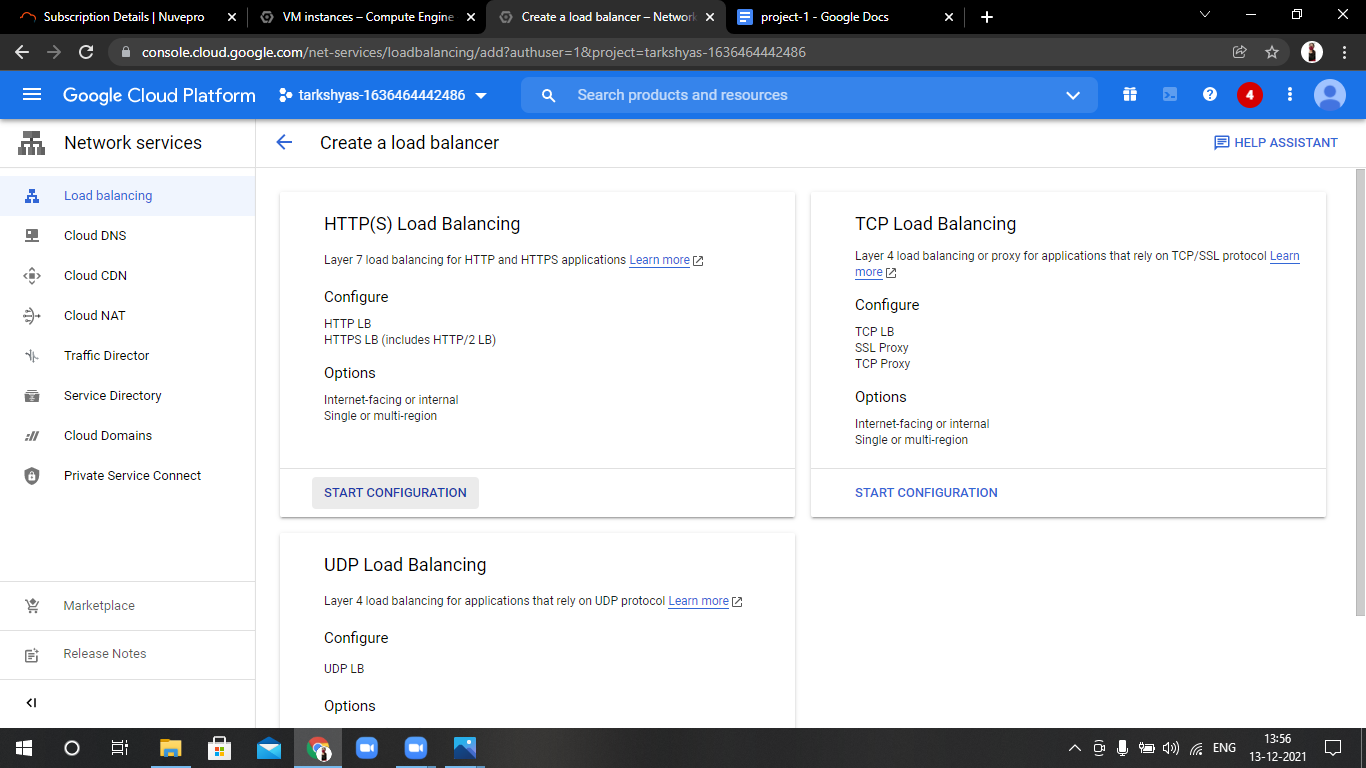 Subscription Details | Nuvepro
VM instances – Compute Engine
Create a load balancer – Network
project-1 - Google Docs
console.cloud.google.com/net-services/loadbalancing/add?authuser=1&project=tarkshyas-1636464442486
Google Cloud Platform
tarkshyas-1636464442486
Search products and resources
4
Network services
Create a load balancer
HELP ASSISTANT
Load balancing
Cloud DNS
Cloud CDN
Cloud NAT
Traffic Director
Service Directory
Cloud Domains
Private Service Connect
Marketplace
Release Notes
HTTP(S) Load Balancing
Layer 7 load balancing for HTTP and HTTPS applications Learn more
Configure
HTTP LB
HTTPS LB (includes HTTP/2 LB)
Options
Internet-facing or internal
Single or multi-region
START CONFIGURATION
TCP Load Balancing
Layer 4 load balancing or proxy for applications that rely on TCP/SSL protocol Learn
more
Configure
TCP LB
SSL Proxy
TCP Proxy
Options
Internet-facing or internal
Single or multi-region
START CONFIGURATION
UDP Load Balancing
Layer 4 load balancing for applications that rely on UDP protocol Learn more
Configure
UDP LB
Options
ENG
13:56
13-12-2021